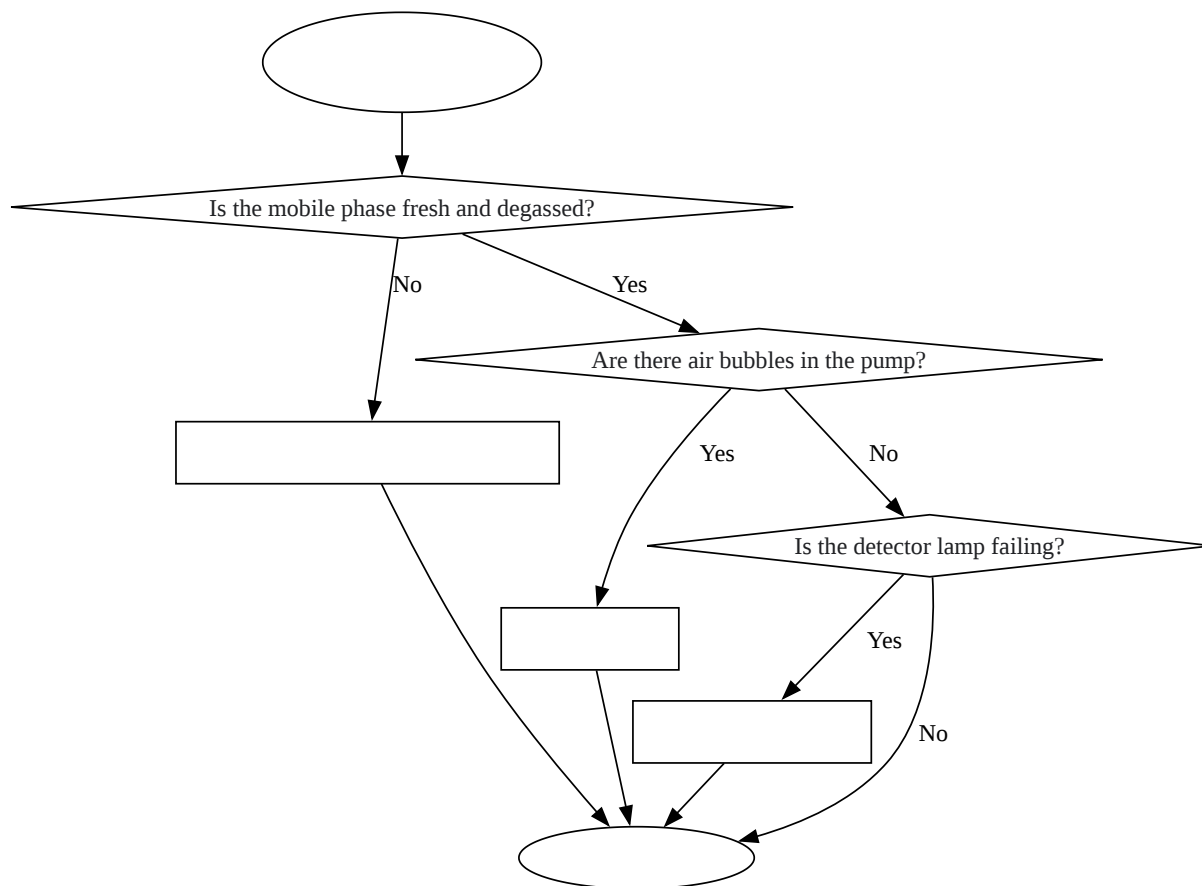 Is the mobile phase fresh and degassed?
No
Yes
Are there air bubbles in the pump?
Yes
No
Is the detector lamp failing?
Yes
No